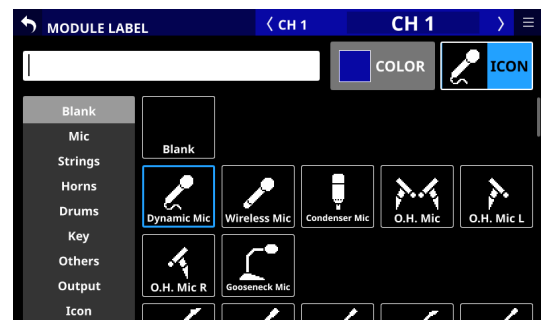 MODULE LABEL
CH 1
CH 1
COLOR
ICON
Blank
Mic
Strings
Horns
Drums
Key
Others
Output
Icon
Blank
Dynamic Mic
Wireless Mic
Condenser Mic
O.H. Mic
O.H. Mic L
O.H. Mic R
Gooseneck Mic